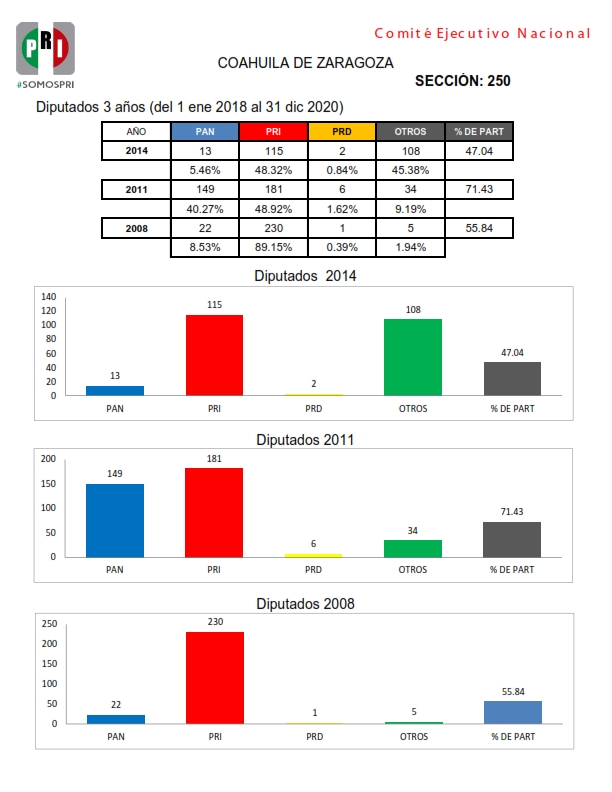 Comité Ejecutivo Nacional
PRI
#SOMOSPRI
COAHUILA DE ZARAGOZA
SECCIÓN: 250
Diputados 3 años (del 1 ene 2018 al 31 dic 2020)
AÑO PAN PRI PRD OTROS % DE PART
2014 13 115 2 108 47.04
5.46% 48.32% 0.84% 45.38%
2011 149 181 6 34 71.43
40.27% 48.92% 1.62% 9.19%
2008 22 230 1 5 55.84
8.53% 89.15% 0.39% 1.94%
Diputados 2014
140
120
100
80
60
40
20
0
13 115 2 108 47.04
PAN PRI PRD OTROS % DE PART
Diputados 2011
200
150
100
50
0
149 181 6 34 71.43
PAN PRI PRD OTROS % DE PART
Diputados 2008
250
200
150
100
50
0
22 230 1 5 55.84
PAN PRI PRD OTROS % DE PART